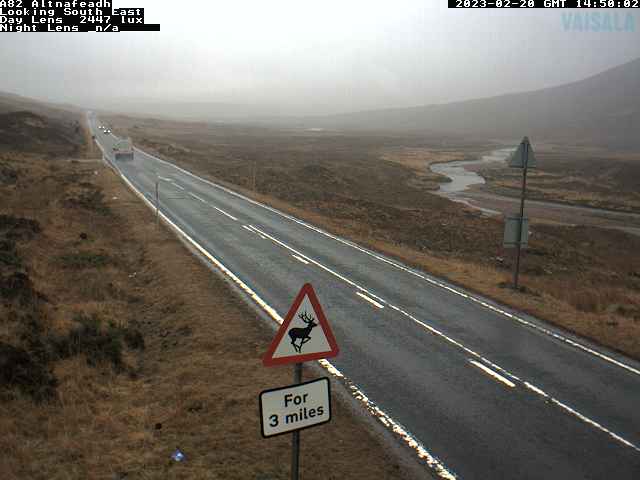 A82 Altnafeadh
Looking South East
Day Lens 2447 lux
Night Lens n/a
2023-02-20 GMT 14:50:02
VAISALA
For
3 miles